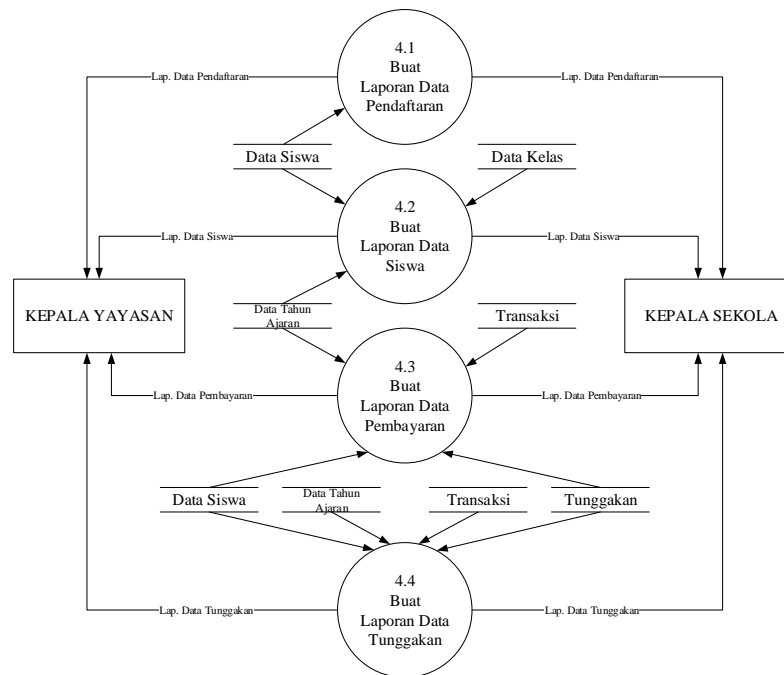 4.1
Buat
Laporan Data
Pendaftaran
Lap. Data Pendaftaran
Lap. Data Pendaftaran
Data Siswa
Data Kelas
4.2
Buat
Laporan Data
Siswa
Lap. Data Siswa
Lap. Data Siswa
KEPALA YAYASAN
KEPALA SEKOLA
Data Tahun
Ajaran
Transaksi
4.3
Buat
Laporan Data
Pembayaran
Lap. Data Pembayaran
Lap. Data Pembayaran
Data Siswa
Data Tahun
Ajaran
Transaksi
Tunggakan
4.4
Buat
Laporan Data
Tunggakan
Lap. Data Tunggakan
Lap. Data Tunggakan